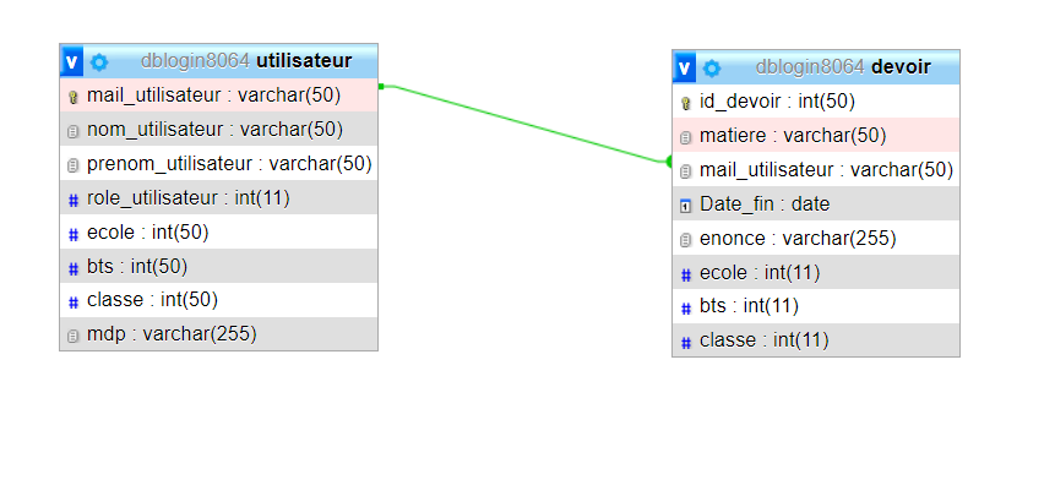 v dblogin8064 utilisateur
mail_utilisateur : varchar(50)
nom_utilisateur : varchar(50)
prenom_utilisateur : varchar(50)
# role_utilisateur : int(11)
# ecole : int(50)
# bts : int(50)
# classe : int(50)
mdp : varchar(255)
v dblogin8064 devoir
id_devoir : int(50)
matiere : varchar(50)
mail_utilisateur : varchar(50)
1 Date_fin : date
enonce : varchar(255)
# ecole : int(11)
# bts : int(11)
# classe : int(11)